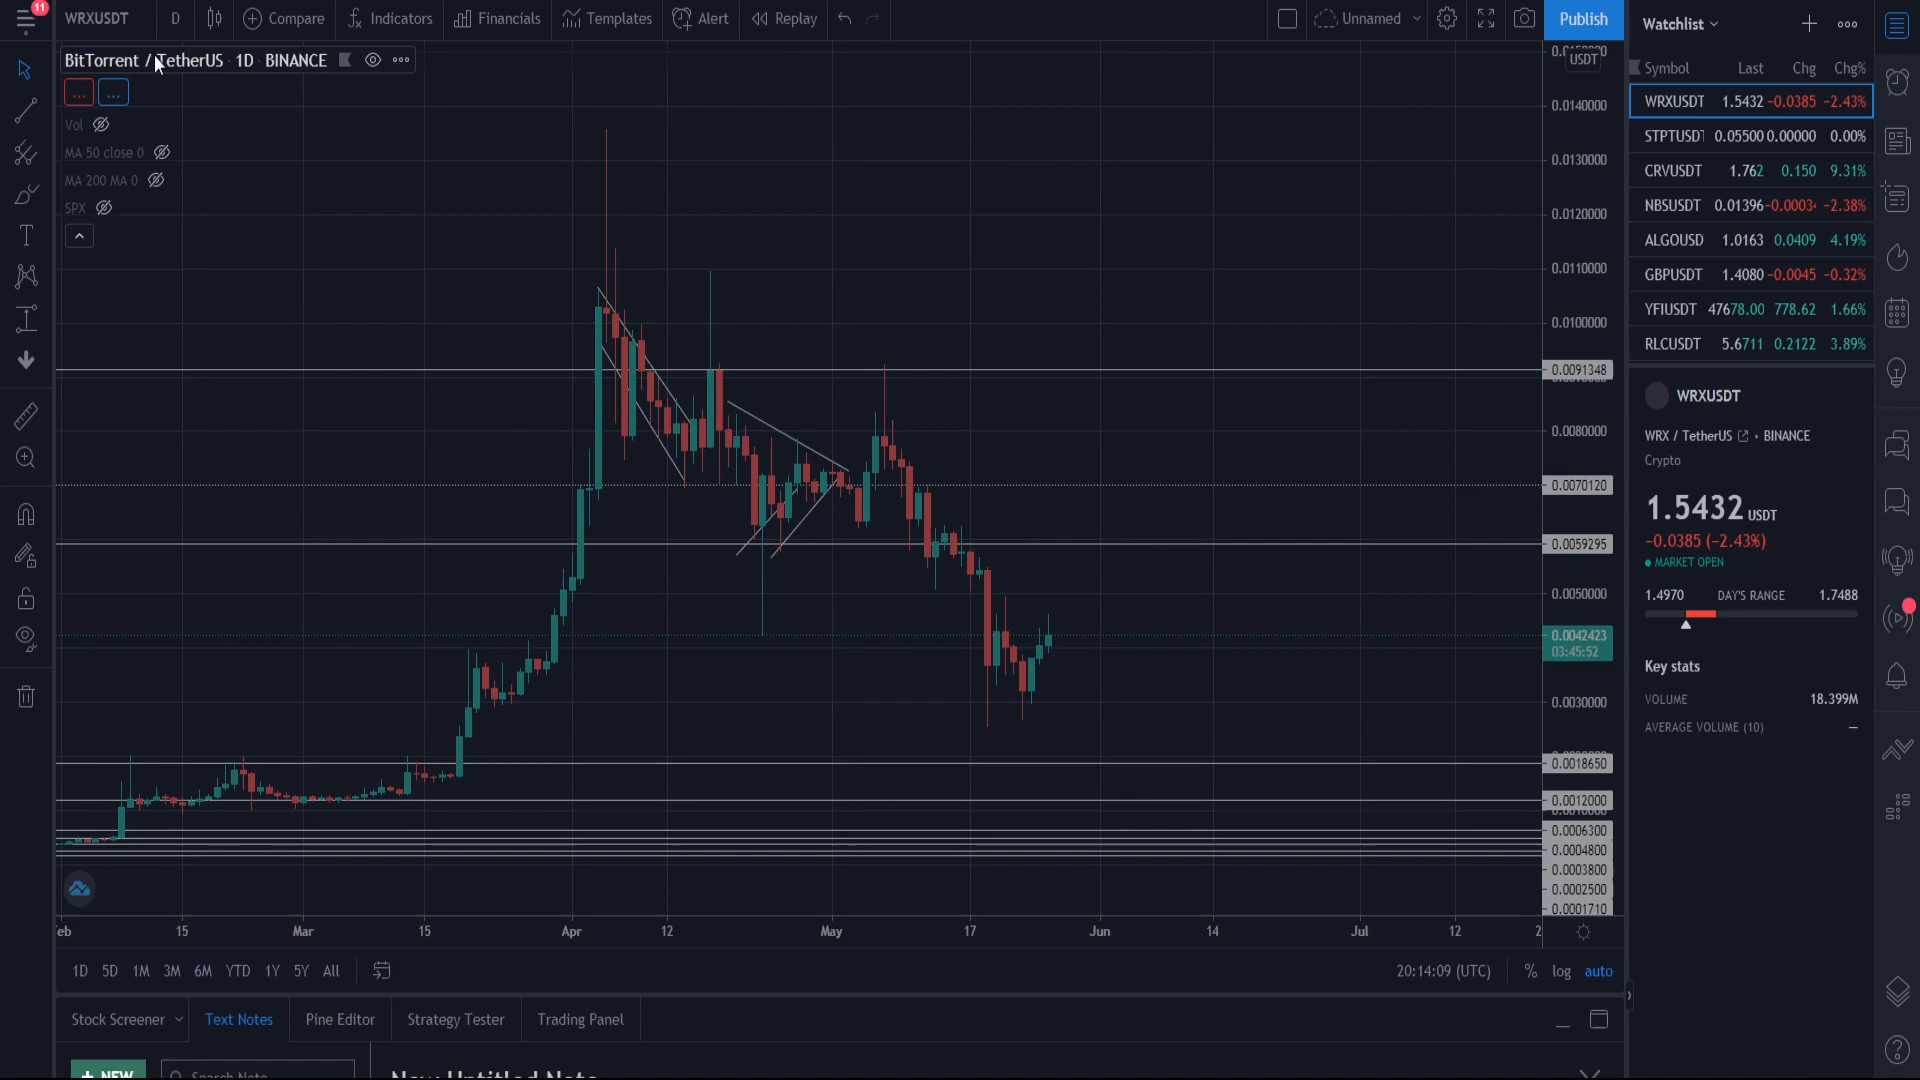 11
WRXUSDT
D
Compare
Indicators
Financials
Templates
Alert
Replay
Unnamed
Publish
BitTorrent / TetherUS · 1D · BINANCE
...
...
Vol
MA 50 close 0
MA 200 MA 0
SPX
USDT
0.0140000
0.0130000
0.0120000
0.0110000
0.0100000
0.0091348
0.0080000
0.0070120
0.0059295
0.0050000
0.0042423
03:45:52
0.0030000
0.0018650
0.0012000
0.0006300
0.0004800
0.0003800
0.0002500
0.0001710
eb
15
Mar
15
Apr
12
May
17
Jun
14
Jul
12
2
1D
5D
1M
3M
6M
YTD
1Y
5Y
All
20:14:09 (UTC)
%
log
auto
Stock Screener
Text Notes
Pine Editor
Strategy Tester
Trading Panel
+ NEW
Search Note
New Untitled Note
Watchlist
Symbol Last Chg Chg%
WRXUSDT 1.5432 −0.0385 −2.43%
STPTUSDT 0.05500 0.00000 0.00%
CRVUSDT 1.762 0.150 9.31%
NBSUSDT 0.01396 −0.0003 −2.38%
ALGOUSD 1.0163 0.0409 4.19%
GBPUSDT 1.4080 −0.0045 −0.32%
YFIUSDT 47678.00 778.62 1.66%
RLCUSDT 5.6711 0.2122 3.89%
WRXUSDT
WRX / TetherUS • BINANCE
Crypto
1.5432 USDT
−0.0385 (−2.43%)
MARKET OPEN
1.4970 DAY'S RANGE 1.7488
Key stats
VOLUME 18.399M
AVERAGE VOLUME (10) —